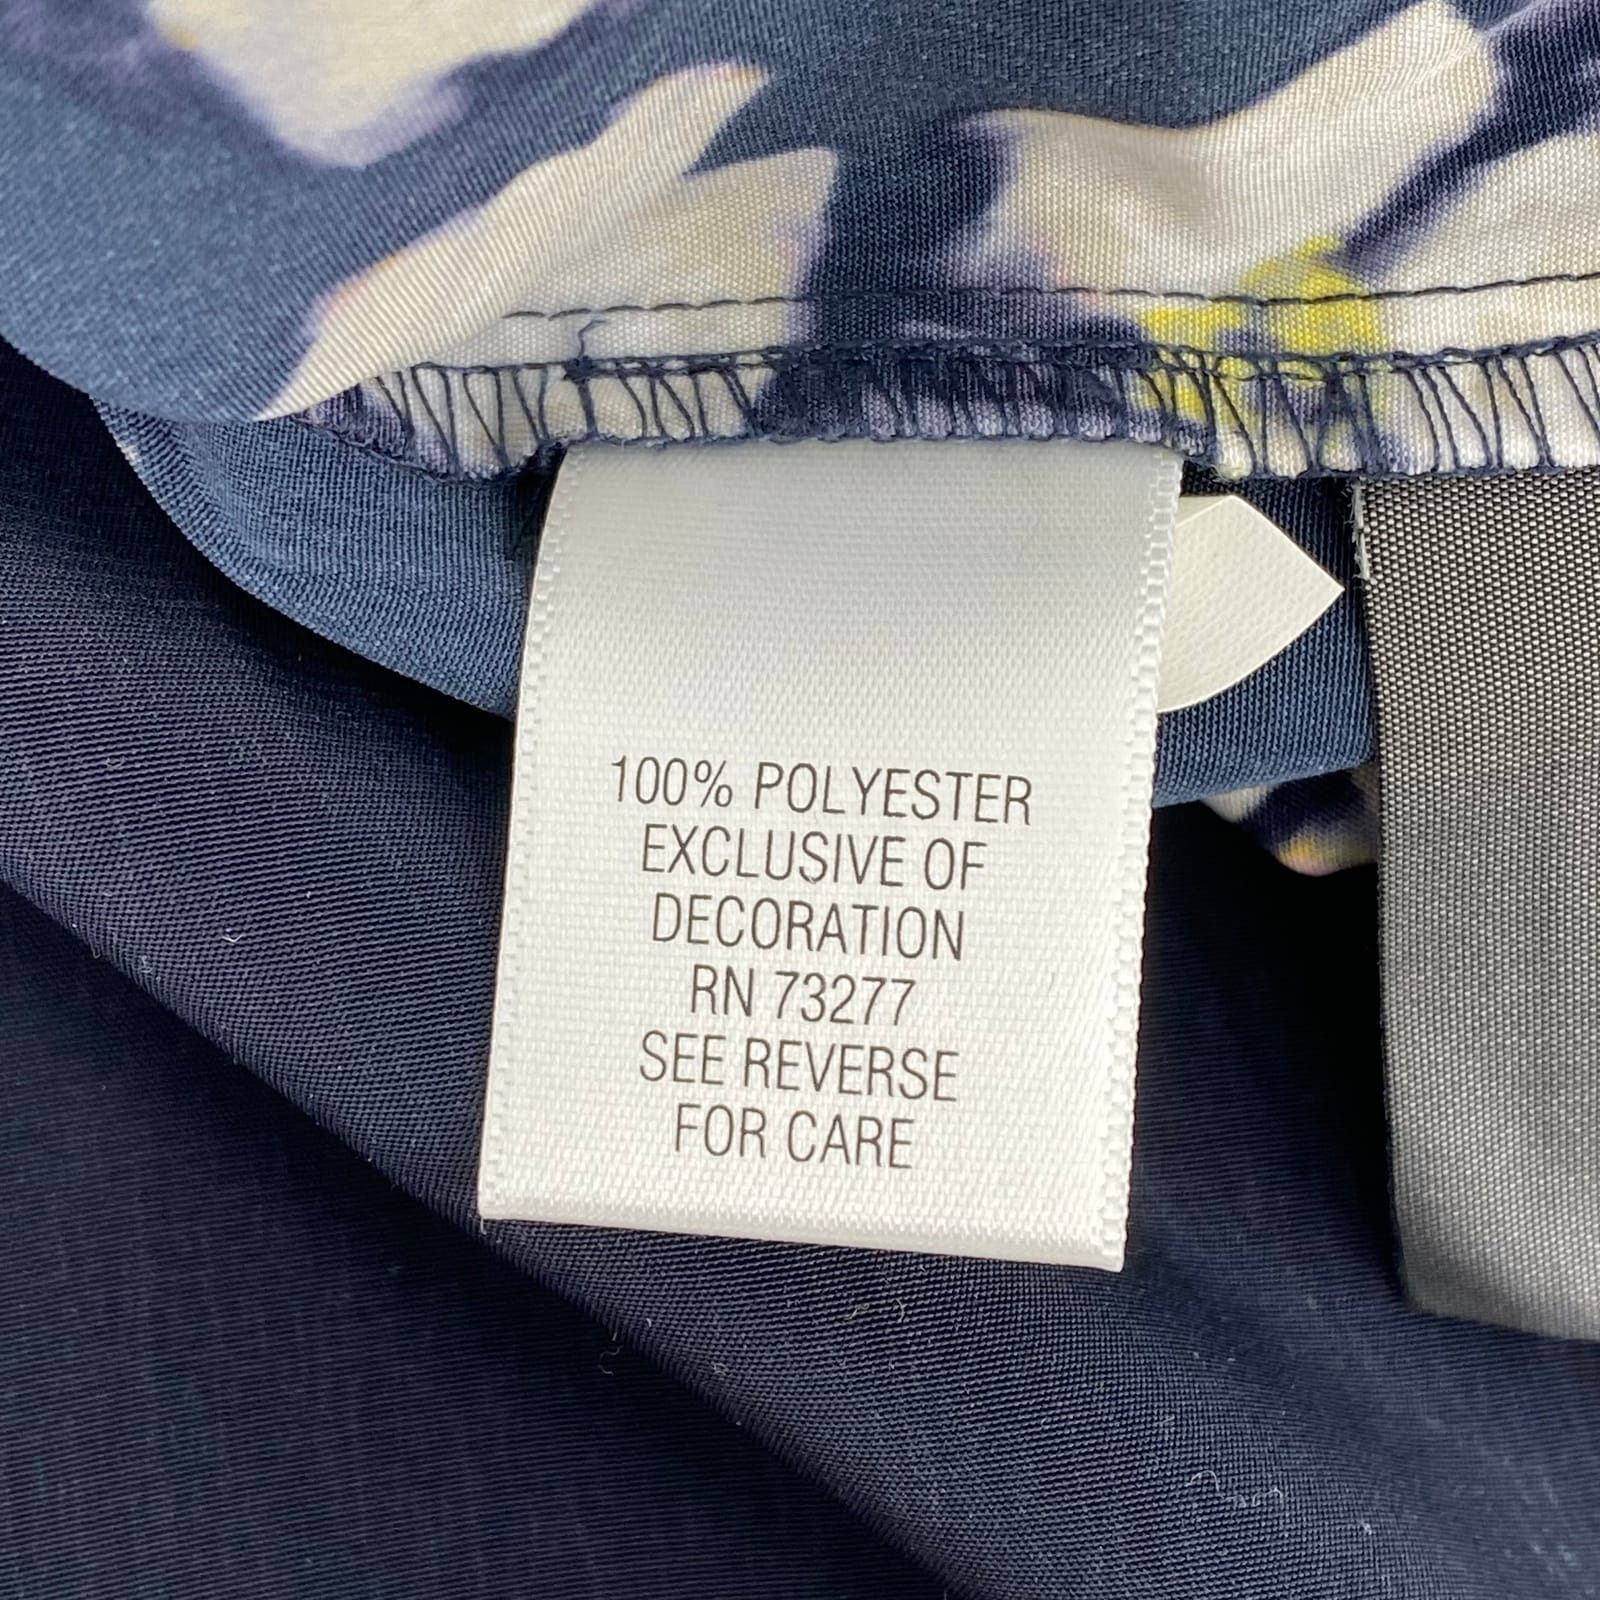 100% POLYESTER
EXCLUSIVE OF
DECORATION
RN 73277
SEE REVERSE
FOR CARE